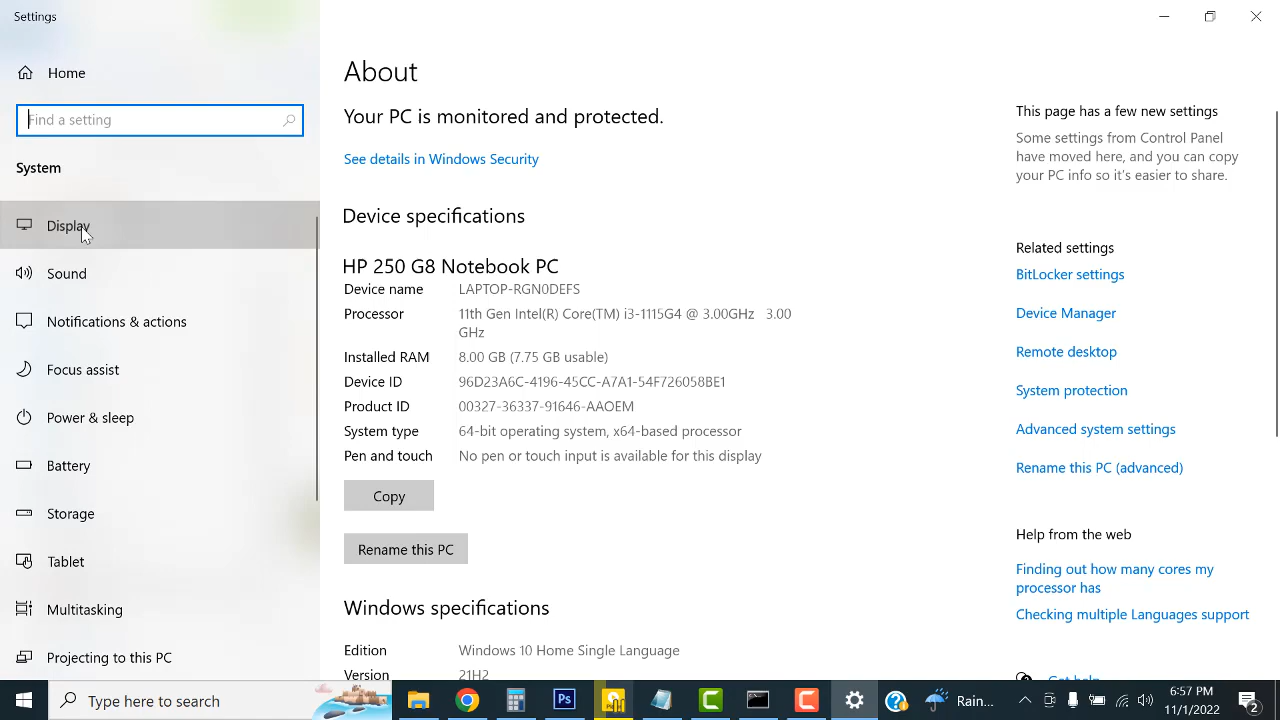 Settings
Home
Find a setting
System
Display
Sound
Notifications & actions
Focus assist
Power & sleep
Battery
Storage
Tablet
Multitasking
Projecting to this PC
About
Your PC is monitored and protected.
See details in Windows Security
Device specifications
HP 250 G8 Notebook PC
Device name LAPTOP-RGN0DEFS
Processor 11th Gen Intel(R) Core(TM) i3-1115G4 @ 3.00GHz 3.00
GHz
Installed RAM 8.00 GB (7.75 GB usable)
Device ID 96D23A6C-4196-45CC-A7A1-54F726058BE1
Product ID 00327-36337-91646-AAOEM
System type 64-bit operating system, x64-based processor
Pen and touch No pen or touch input is available for this display
Copy
Rename this PC
Windows specifications
Edition Windows 10 Home Single Language
Version 21H2
This page has a few new settings
Some settings from Control Panel
have moved here, and you can copy
your PC info so it's easier to share.
Related settings
BitLocker settings
Device Manager
Remote desktop
System protection
Advanced system settings
Rename this PC (advanced)
Help from the web
Finding out how many cores my
processor has
Checking multiple Languages support
Get help
Type here to search
Ps
Rain...
6:57 PM
11/1/2022
2